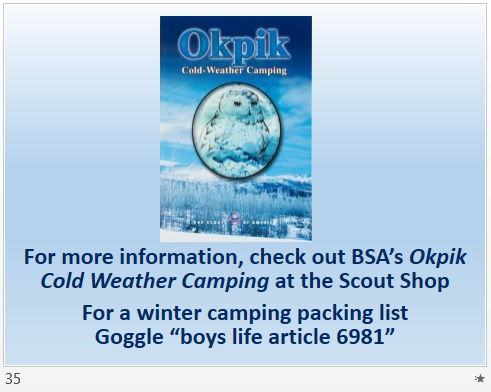 Okpik
Cold-Weather Camping
BOY SCOUTS OF AMERICA
For more information, check out BSA’s Okpik
Cold Weather Camping at the Scout Shop
For a winter camping packing list
Goggle “boys life article 6981”
35